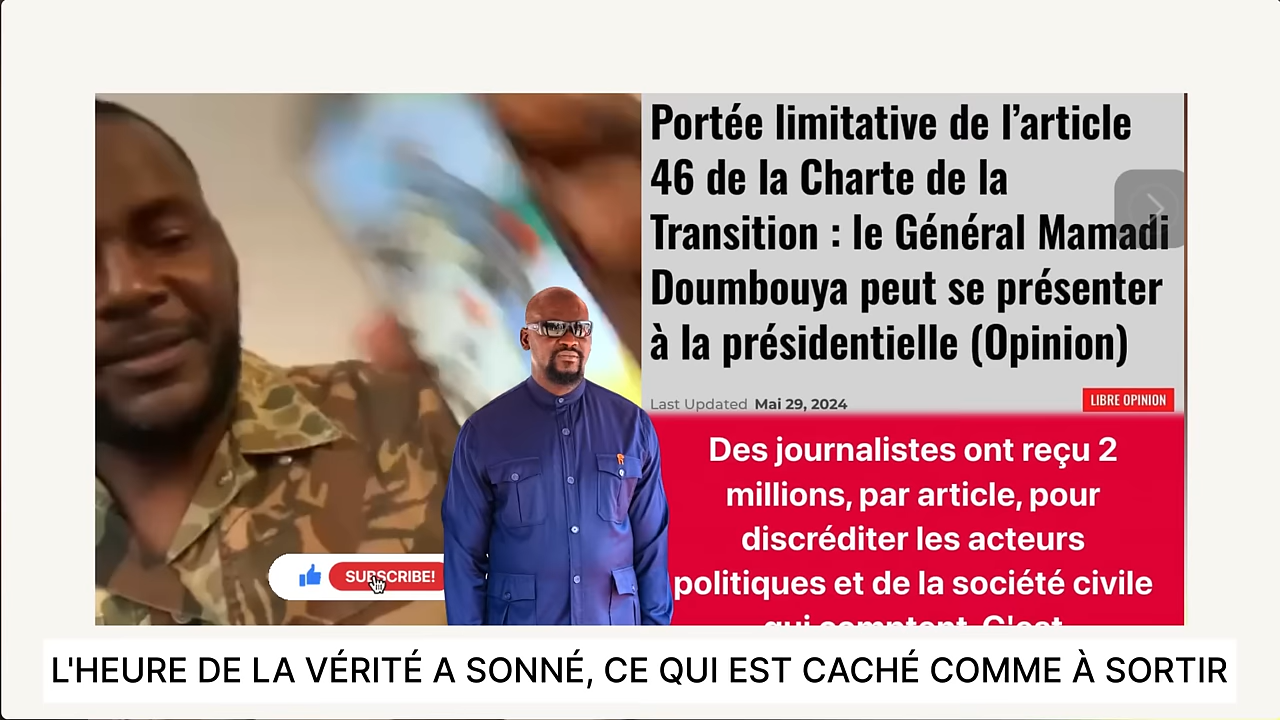 Portée limitative de l’article
46 de la Charte de la
Transition : le Général Mamadi
Doumbouya peut se présenter
à la présidentielle (Opinion)
Last Updated Mai 29, 2024
LIBRE OPINION
Des journalistes ont reçu 2
millions, par article, pour
discréditer les acteurs
politiques et de la société civile
qui comptent. C'est
SUBSCRIBE!
L'HEURE DE LA VÉRITÉ A SONNÉ, CE QUI EST CACHÉ COMME À SORTIR